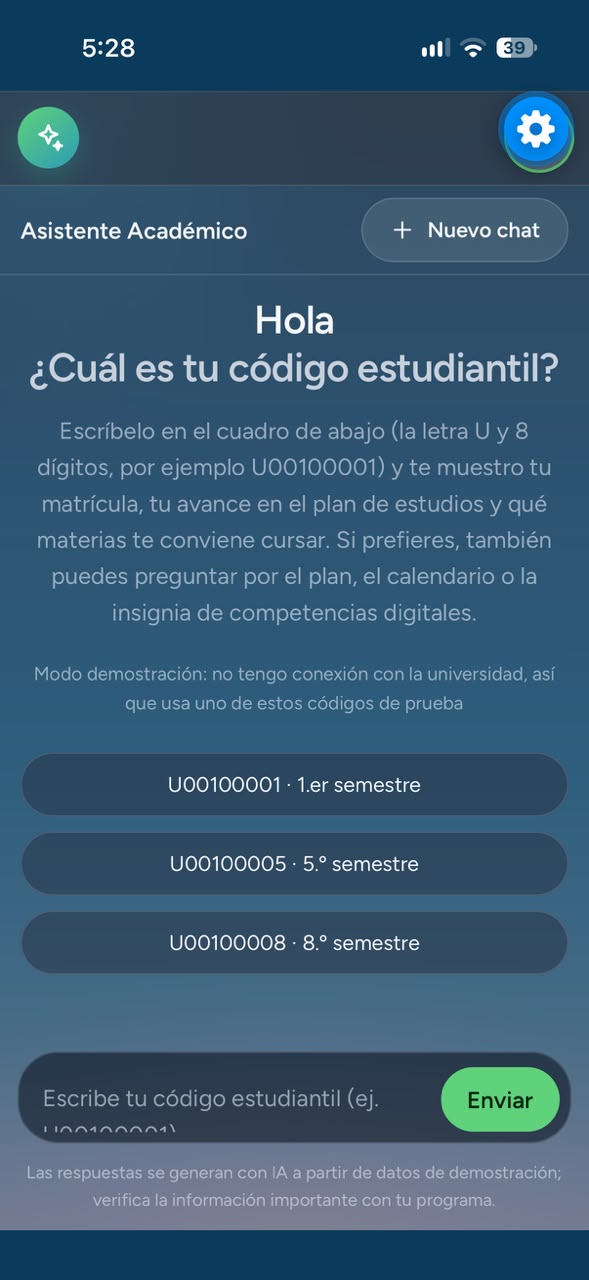 5:28
39
Asistente Académico
+ Nuevo chat
Hola
¿Cuál es tu código estudiantil?
Escríbelo en el cuadro de abajo (la letra U y 8
dígitos, por ejemplo U00100001) y te muestro tu
matrícula, tu avance en el plan de estudios y qué
materias te conviene cursar. Si prefieres, también
puedes preguntar por el plan, el calendario o la
insignia de competencias digitales.
Modo demostración: no tengo conexión con la universidad, así
que usa uno de estos códigos de prueba
U00100001 · 1.er semestre
U00100005 · 5.º semestre
U00100008 · 8.º semestre
Escribe tu código estudiantil (ej.
U00100001)
Enviar
Las respuestas se generan con IA a partir de datos de demostración;
verifica la información importante con tu programa.